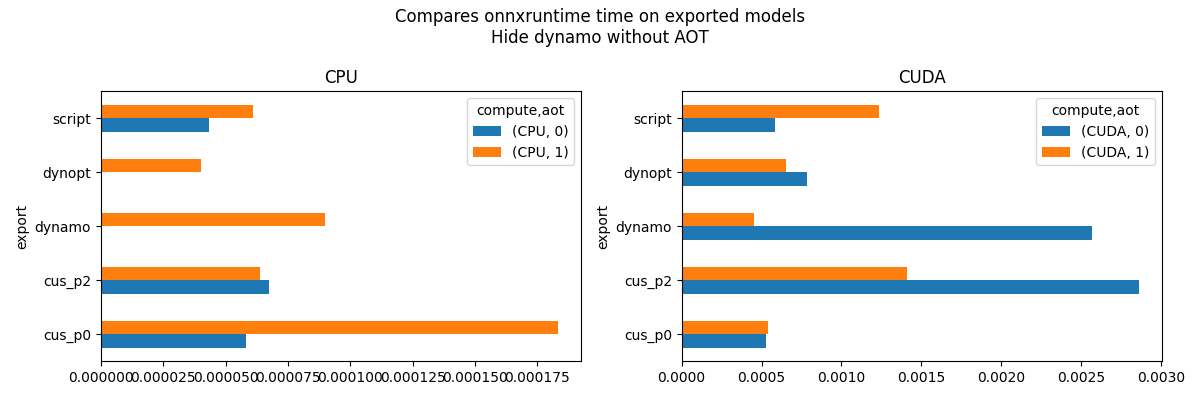 Compares onnxruntime time on exported models
Hide dynamo without AOT
CPU
compute,aot
(CPU, 0)
(CPU, 1)
export
script
dynopt
dynamo
cus_p2
cus_p0
0.000000 0.000025 0.000050 0.000075 0.000100 0.000125 0.000150 0.000175
CUDA
compute,aot
(CUDA, 0)
(CUDA, 1)
export
script
dynopt
dynamo
cus_p2
cus_p0
0.0000 0.0005 0.0010 0.0015 0.0020 0.0025 0.0030